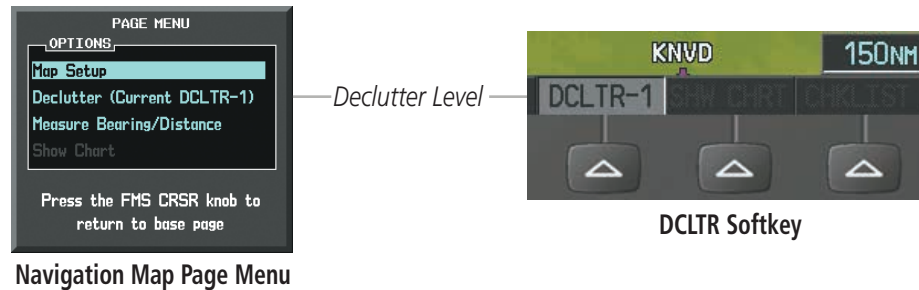 PAGE MENU
OPTIONS
Map Setup
Declutter (Current DCLTR-1)
Measure Bearing/Distance
Show Chart
Press the FMS CRSR knob to
return to base page
Navigation Map Page Menu
Declutter Level
KNVD
150NM
DCLTR-1 SHW CHRT CHKLIST
DCLTR Softkey